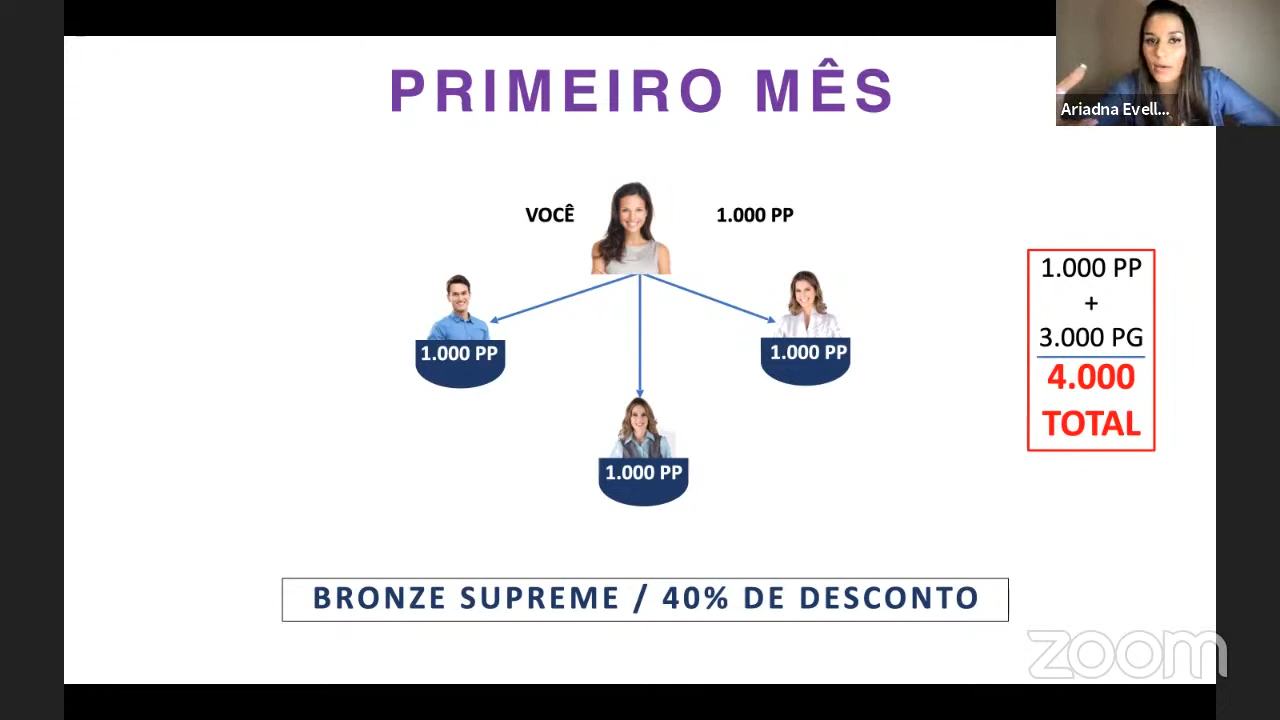 PRIMEIRO MÊS
Ariadna Evell...
VOCÊ
1.000 PP
1.000 PP
1.000 PP
1.000 PP
1.000 PP
+
3.000 PG
4.000
TOTAL
BRONZE SUPREME / 40% DE DESCONTO
zoom